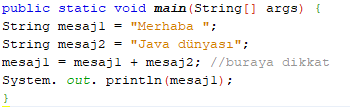 public static void main(String[] args) {
String mesaj1 = "Merhaba ";
String mesaj2 = "Java dünyası";
mesaj1 = mesaj1 + mesaj2; //buraya dikkat
System. out. println(mesaj1);
}